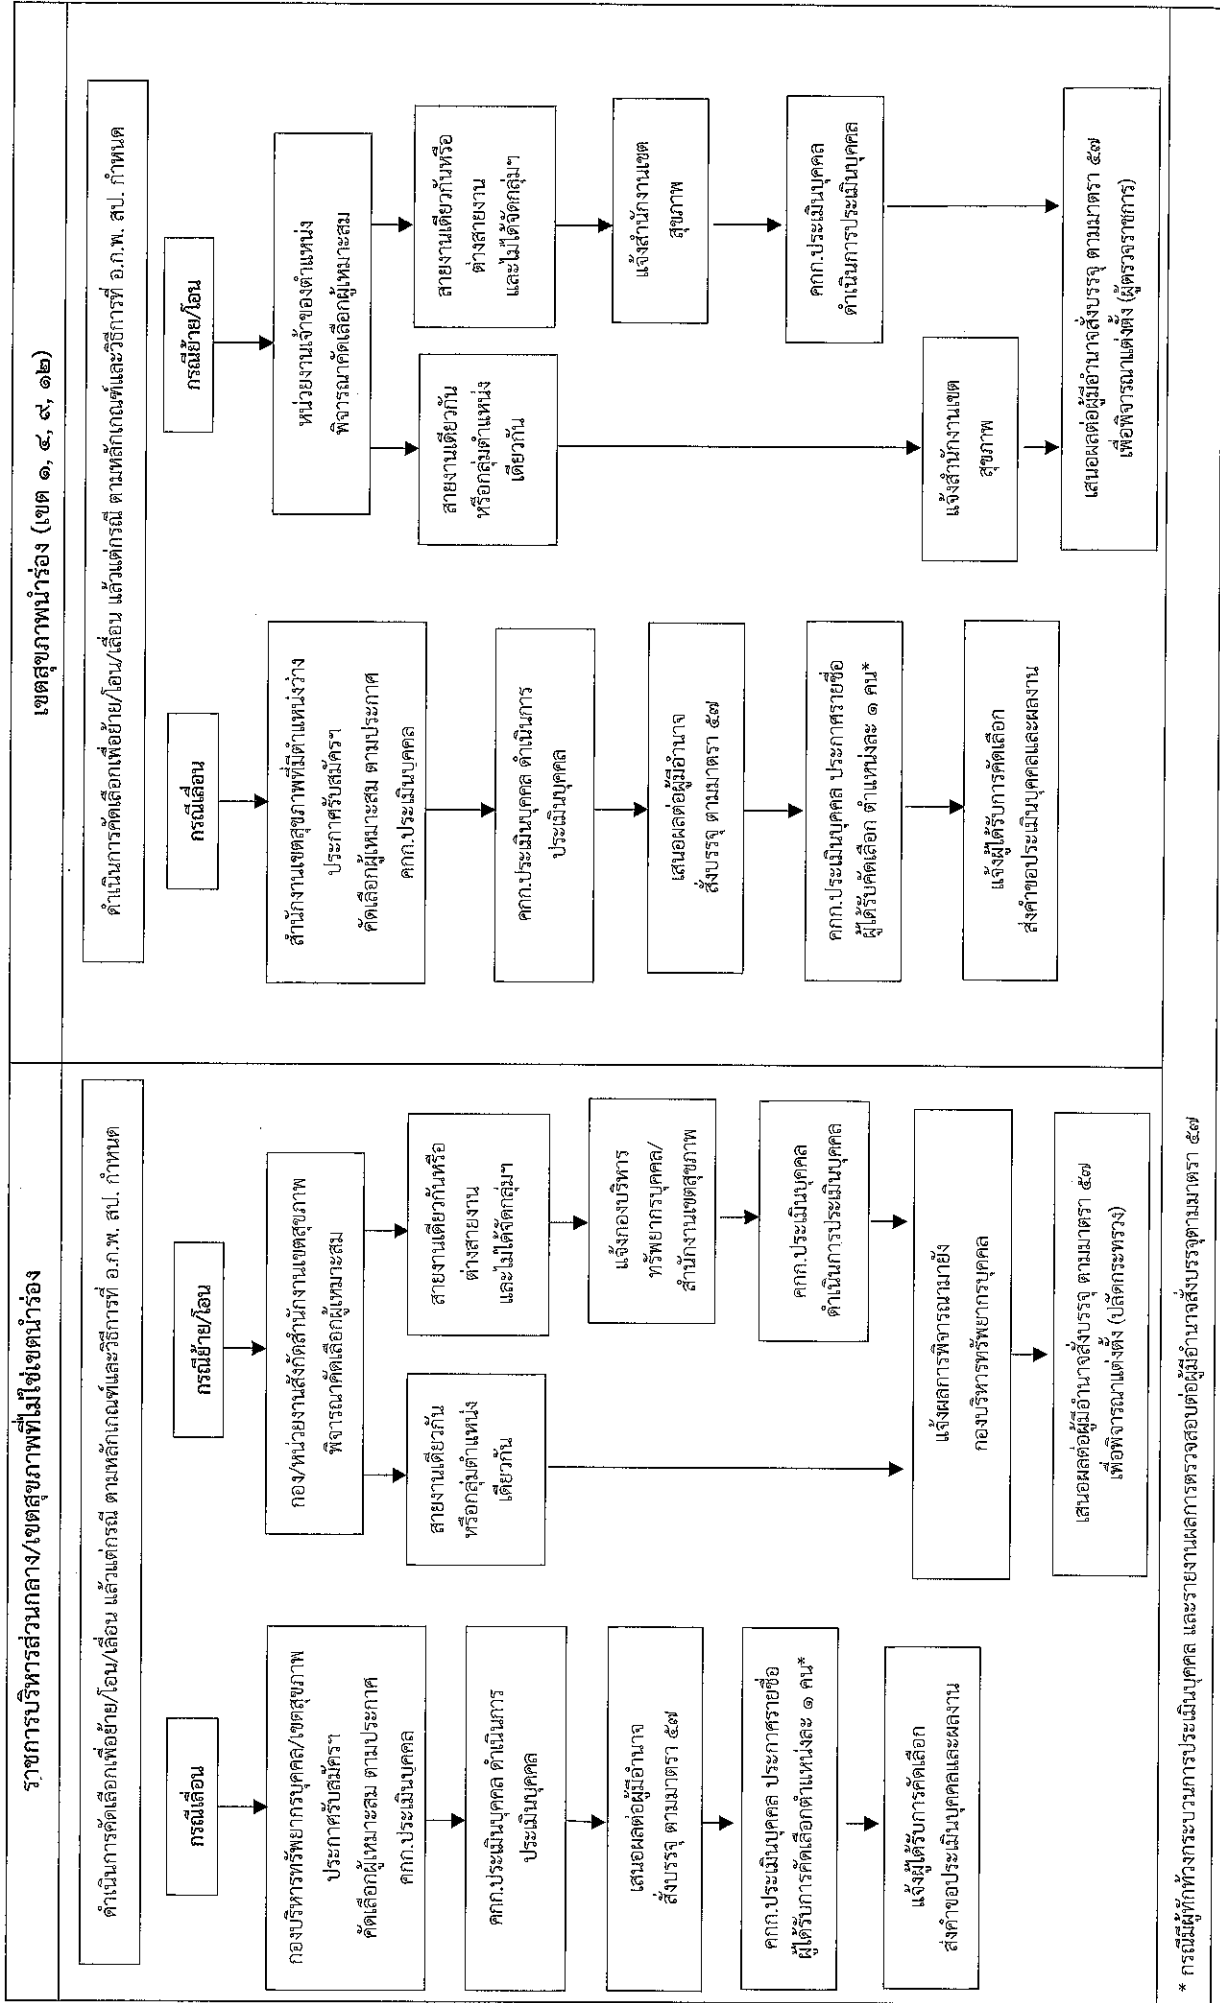 ราชการบริหารส่วนกลาง/เขตสุขภาพที่ไม่ใช่เขตนำร่อง
ดำเนินการคัดเลือกเพื่อย้าย/โอน/เลื่อน แล้วแต่กรณี ตามหลักเกณฑ์และวิธีการที่ อ.ก.พ. สป. กำหนด
กรณีเลื่อน
กองบริหารทรัพยากรบุคคล/เขตสุขภาพ
ประกาศรับสมัครฯ
คัดเลือกผู้เหมาะสม ตามประกาศ
คกก.ประเมินบุคคล
คกก.ประเมินบุคคล ดำเนินการ
ประเมินบุคคล
เสนอผลต่อผู้มีอำนาจ
สั่งบรรจุ ตามมาตรา ๕๗
คกก.ประเมินบุคคล ประกาศรายชื่อ
ผู้ได้รับการคัดเลือกตำแหน่งละ ๑ คน*
แจ้งผู้ได้รับการคัดเลือก
ส่งคำขอประเมินบุคคลและผลงาน
กรณีย้าย/โอน
กอง/หน่วยงานสังกัดสำนักงานเขตสุขภาพ
พิจารณาคัดเลือกผู้เหมาะสม
สายงานเดียวกัน
หรือกลุ่มตำแหน่ง
เดียวกัน
สายงานเดียวกันหรือ
ต่างสายงาน
และไม่ได้จัดกลุ่มฯ
แจ้งกองบริหาร
ทรัพยากรบุคคล/
สำนักงานเขตสุขภาพ
คกก.ประเมินบุคคล
ดำเนินการประเมินบุคคล
แจ้งผลการพิจารณามายัง
กองบริหารทรัพยากรบุคคล
เสนอผลต่อผู้มีอำนาจสั่งบรรจุ ตามมาตรา ๕๗
เพื่อพิจารณาแต่งตั้ง (ปลัดกระทรวง)
เขตสุขภาพนำร่อง (เขต ๑, ๔, ๙, ๑๒)
ดำเนินการคัดเลือกเพื่อย้าย/โอน/เลื่อน แล้วแต่กรณี ตามหลักเกณฑ์และวิธีการที่ อ.ก.พ. สป. กำหนด
กรณีเลื่อน
สำนักงานเขตสุขภาพที่มีตำแหน่งว่าง
ประกาศรับสมัครฯ
คัดเลือกผู้เหมาะสม ตามประกาศ
คกก.ประเมินบุคคล
คกก.ประเมินบุคคล ดำเนินการ
ประเมินบุคคล
เสนอผลต่อผู้มีอำนาจ
สั่งบรรจุ ตามมาตรา ๕๗
คกก.ประเมินบุคคล ประกาศรายชื่อ
ผู้ได้รับคัดเลือก ตำแหน่งละ ๑ คน*
แจ้งผู้ได้รับการคัดเลือก
ส่งคำขอประเมินบุคคลและผลงาน
กรณีย้าย/โอน
หน่วยงานเจ้าของตำแหน่ง
พิจารณาคัดเลือกผู้เหมาะสม
สายงานเดียวกัน
หรือกลุ่มตำแหน่ง
เดียวกัน
สายงานเดียวกันหรือ
ต่างสายงาน
และไม่ได้จัดกลุ่มฯ
แจ้งสำนักงานเขต
สุขภาพ
คกก.ประเมินบุคคล
ดำเนินการประเมินบุคคล
แจ้งสำนักงานเขต
สุขภาพ
เสนอผลต่อผู้มีอำนาจสั่งบรรจุ ตามมาตรา ๕๗
เพื่อพิจารณาแต่งตั้ง (ผู้ตรวจราชการ)
* กรณีมีผู้ทักท้วงกระบวนการประเมินบุคคล และรายงานผลการตรวจสอบต่อผู้มีอำนาจสั่งบรรจุตามมาตรา ๕๗